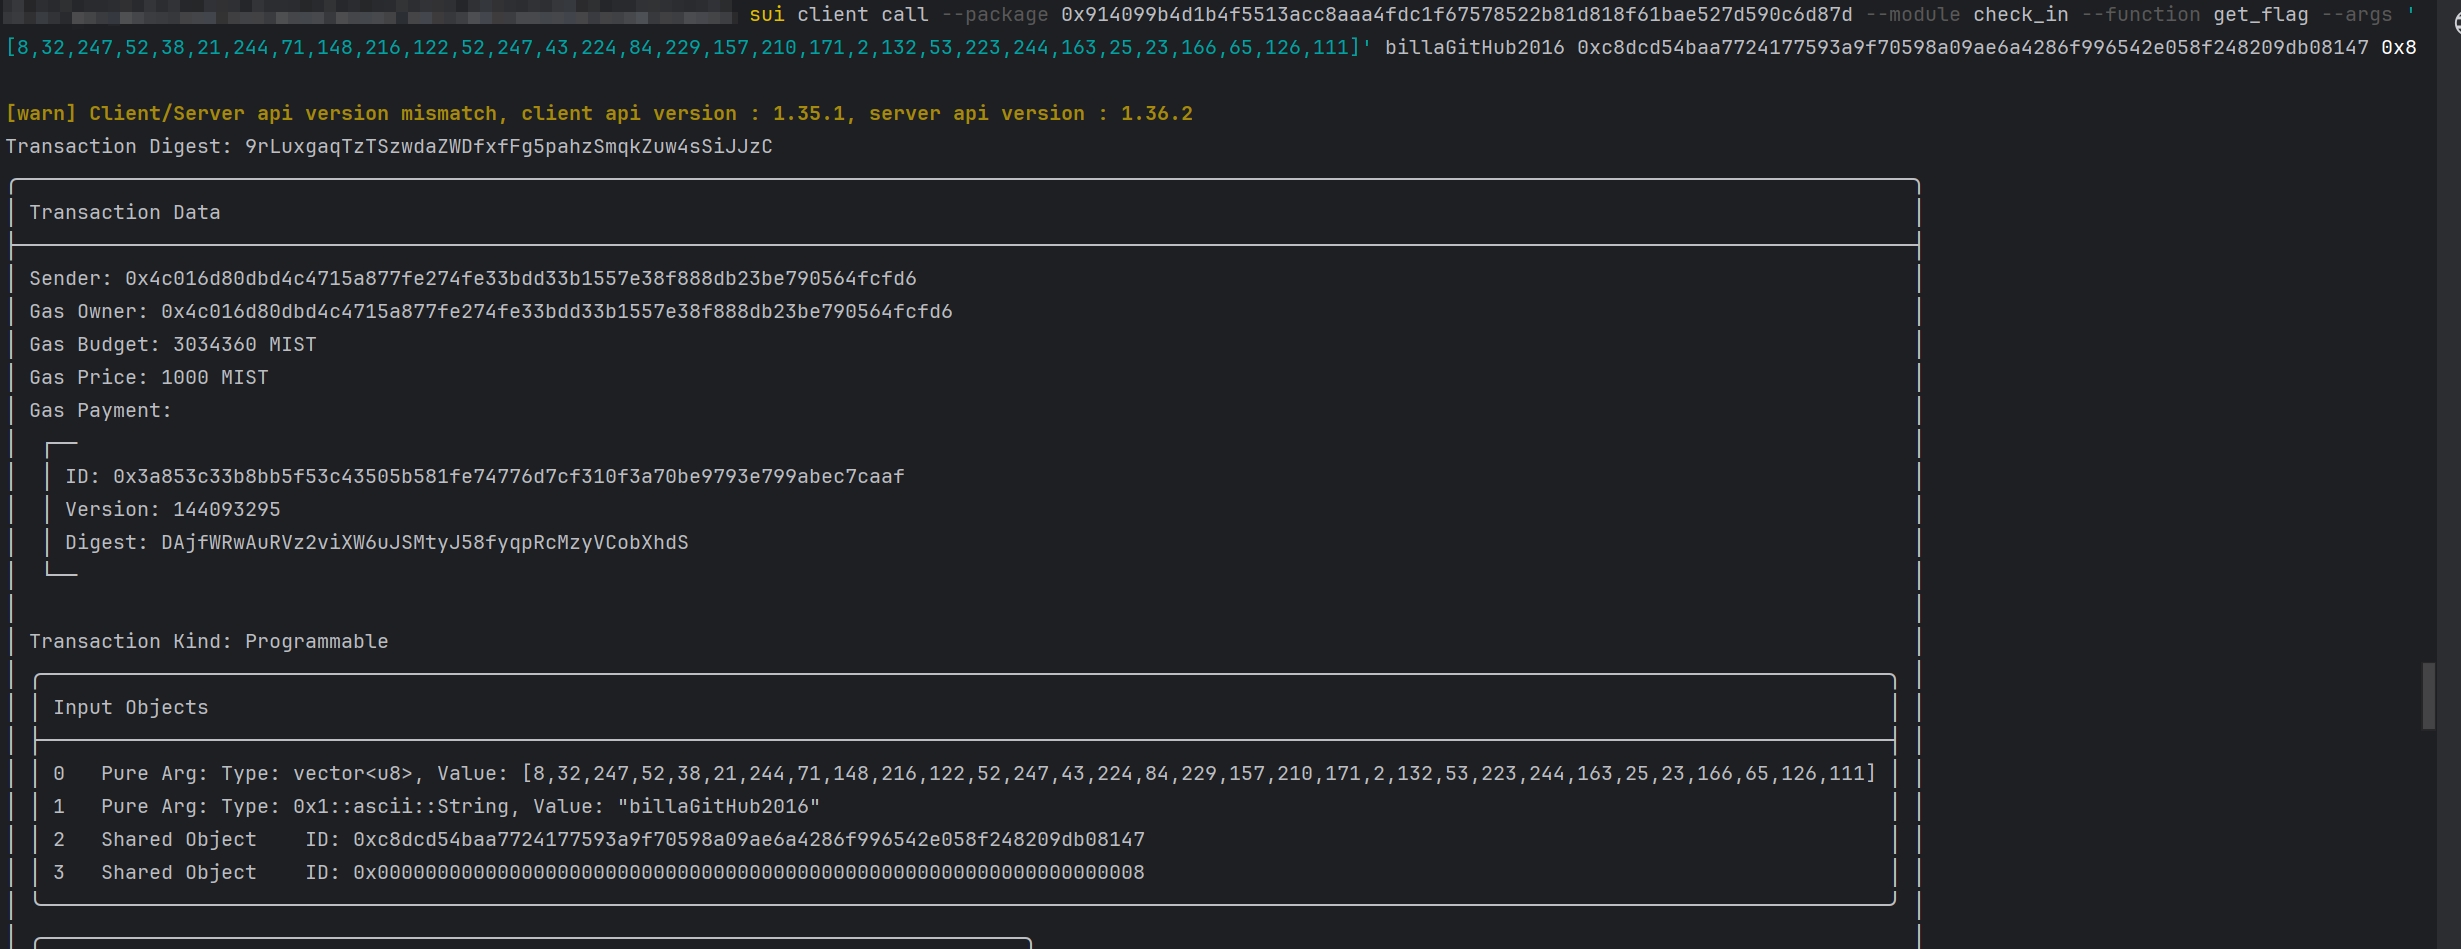 sui client call --package 0x914099b4d1b4f5513acc8aaa4fdc1f67578522b81d818f61bae527d590c6d87d --module check_in --function get_flag --args '
[8,32,247,52,38,21,244,71,148,216,122,52,247,43,224,84,229,157,210,171,2,132,53,223,244,163,25,23,166,65,126,111]' billaGitHub2016 0xc8dcd54baa7724177593a9f70598a09ae6a4286f996542e058f248209db08147 0x8
[warn] Client/Server api version mismatch, client api version : 1.35.1, server api version : 1.36.2
Transaction Digest: 9rLuxgaqTzTSzwdaZWDfxfFg5pahzSmqkZuw4sSiJJzC
Transaction Data
Sender: 0x4c016d80dbd4c4715a877fe274fe33bdd33b1557e38f888db23be790564fcfd6
Gas Owner: 0x4c016d80dbd4c4715a877fe274fe33bdd33b1557e38f888db23be790564fcfd6
Gas Budget: 3034360 MIST
Gas Price: 1000 MIST
Gas Payment:
ID: 0x3a853c33b8bb5f53c43505b581fe74776d7cf310f3a70be9793e799abec7caaf
Version: 144093295
Digest: DAjfWRwAuRVz2viXW6uJSMtyJ58fyqpRcMzyVCobXhdS
Transaction Kind: Programmable
Input Objects
0 Pure Arg: Type: vector<u8>, Value: [8,32,247,52,38,21,244,71,148,216,122,52,247,43,224,84,229,157,210,171,2,132,53,223,244,163,25,23,166,65,126,111]
1 Pure Arg: Type: 0x1::ascii::String, Value: "billaGitHub2016"
2 Shared Object ID: 0xc8dcd54baa7724177593a9f70598a09ae6a4286f996542e058f248209db08147
3 Shared Object ID: 0x0000000000000000000000000000000000000000000000000000000000000008